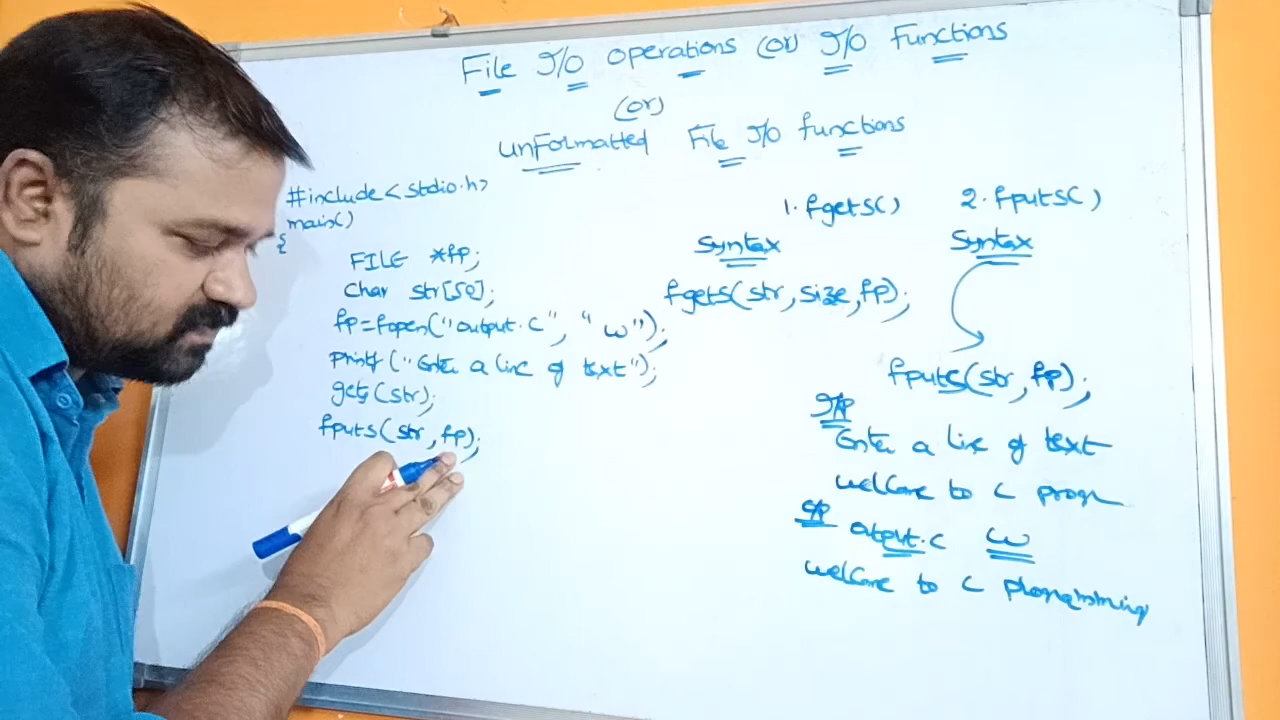 File I/O operations (or) I/O functions
(or)
unFormatted File I/O functions
#include<stdio.h>
main()
{
FILE *fp;
char str[50];
fp=fopen("output.c", "w");
printf("Enter a line of text");
gets(str);
fputs(str,fp);
1. fgets() 2. fputs()
Syntax Syntax
fgets(str,size,fp);
fputs(str,fp);
I/P
Enter a line of text
welcome to c progr
O/P output.c w
welcome to c programming